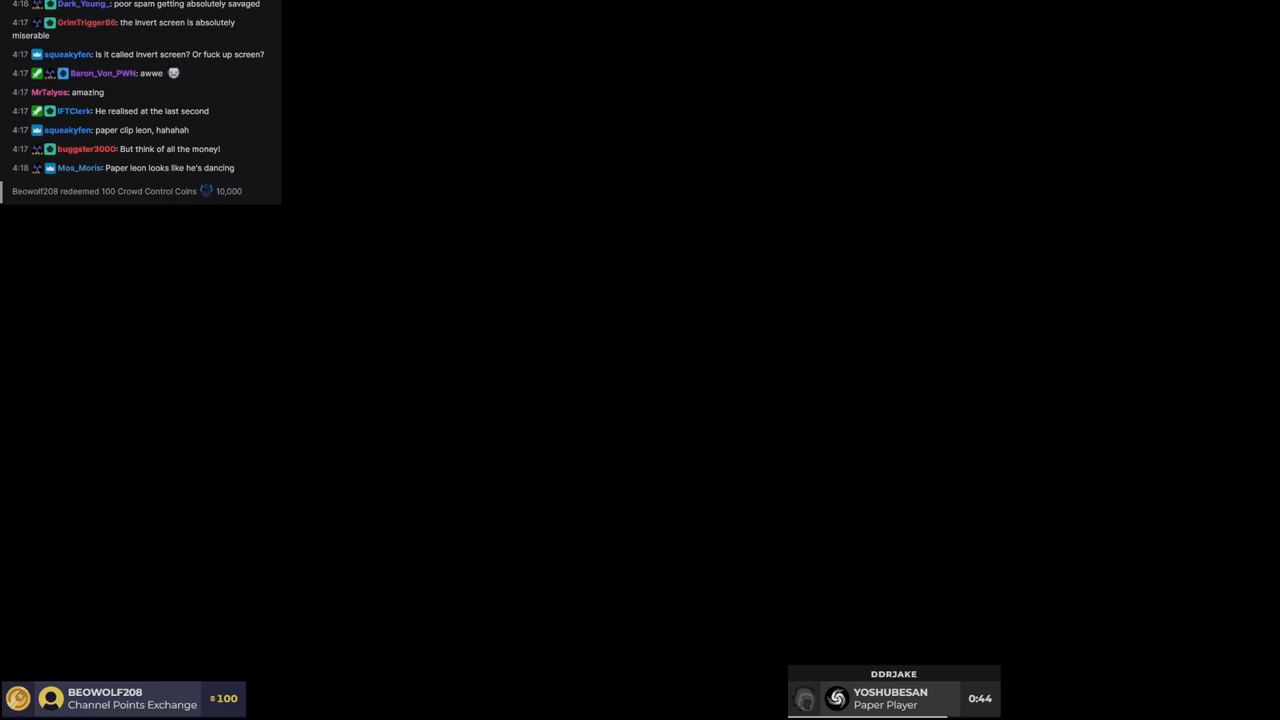 4:16 Dark_Young_: poor spam getting absolutely savaged
4:17 GrimTrigger86: the Invert screen is absolutely
miserable
4:17 squeakyfen: Is it called invert screen? Or fuck up screen?
4:17 Baron_Von_PWN: awwe
4:17 MrTalyos: amazing
4:17 IFTClerk: He realised at the last second
4:17 squeakyfen: paper clip leon, hahahah
4:17 buggster3000: But think of all the money!
4:18 Mos_Moris: Paper leon looks like he's dancing
Beowolf208 redeemed 100 Crowd Control Coins 10,000
BEOWOLF208
Channel Points Exchange
100
DDRJAKE
YOSHUBESAN
Paper Player
0:44